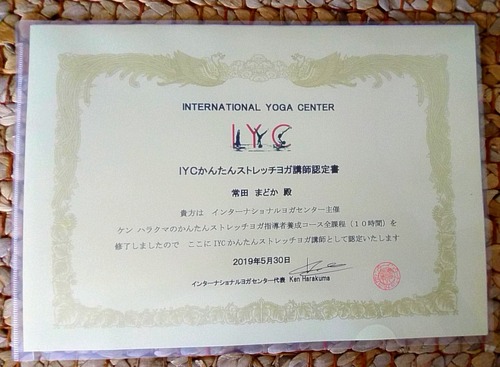 INTERNATIONAL YOGA CENTER
IYC
IYCかんたんストレッチヨガ講師認定書
常田 まどか 殿
貴方は インターナショナルヨガセンター主催
ケン ハラクマのかんたんストレッチヨガ指導者養成コース全課程(10時間)を
修了しましたので ここにIYCかんたんストレッチヨガ講師として認定いたします
2019年5月30日
インターナショナルヨガセンター代表 Ken Harakuma